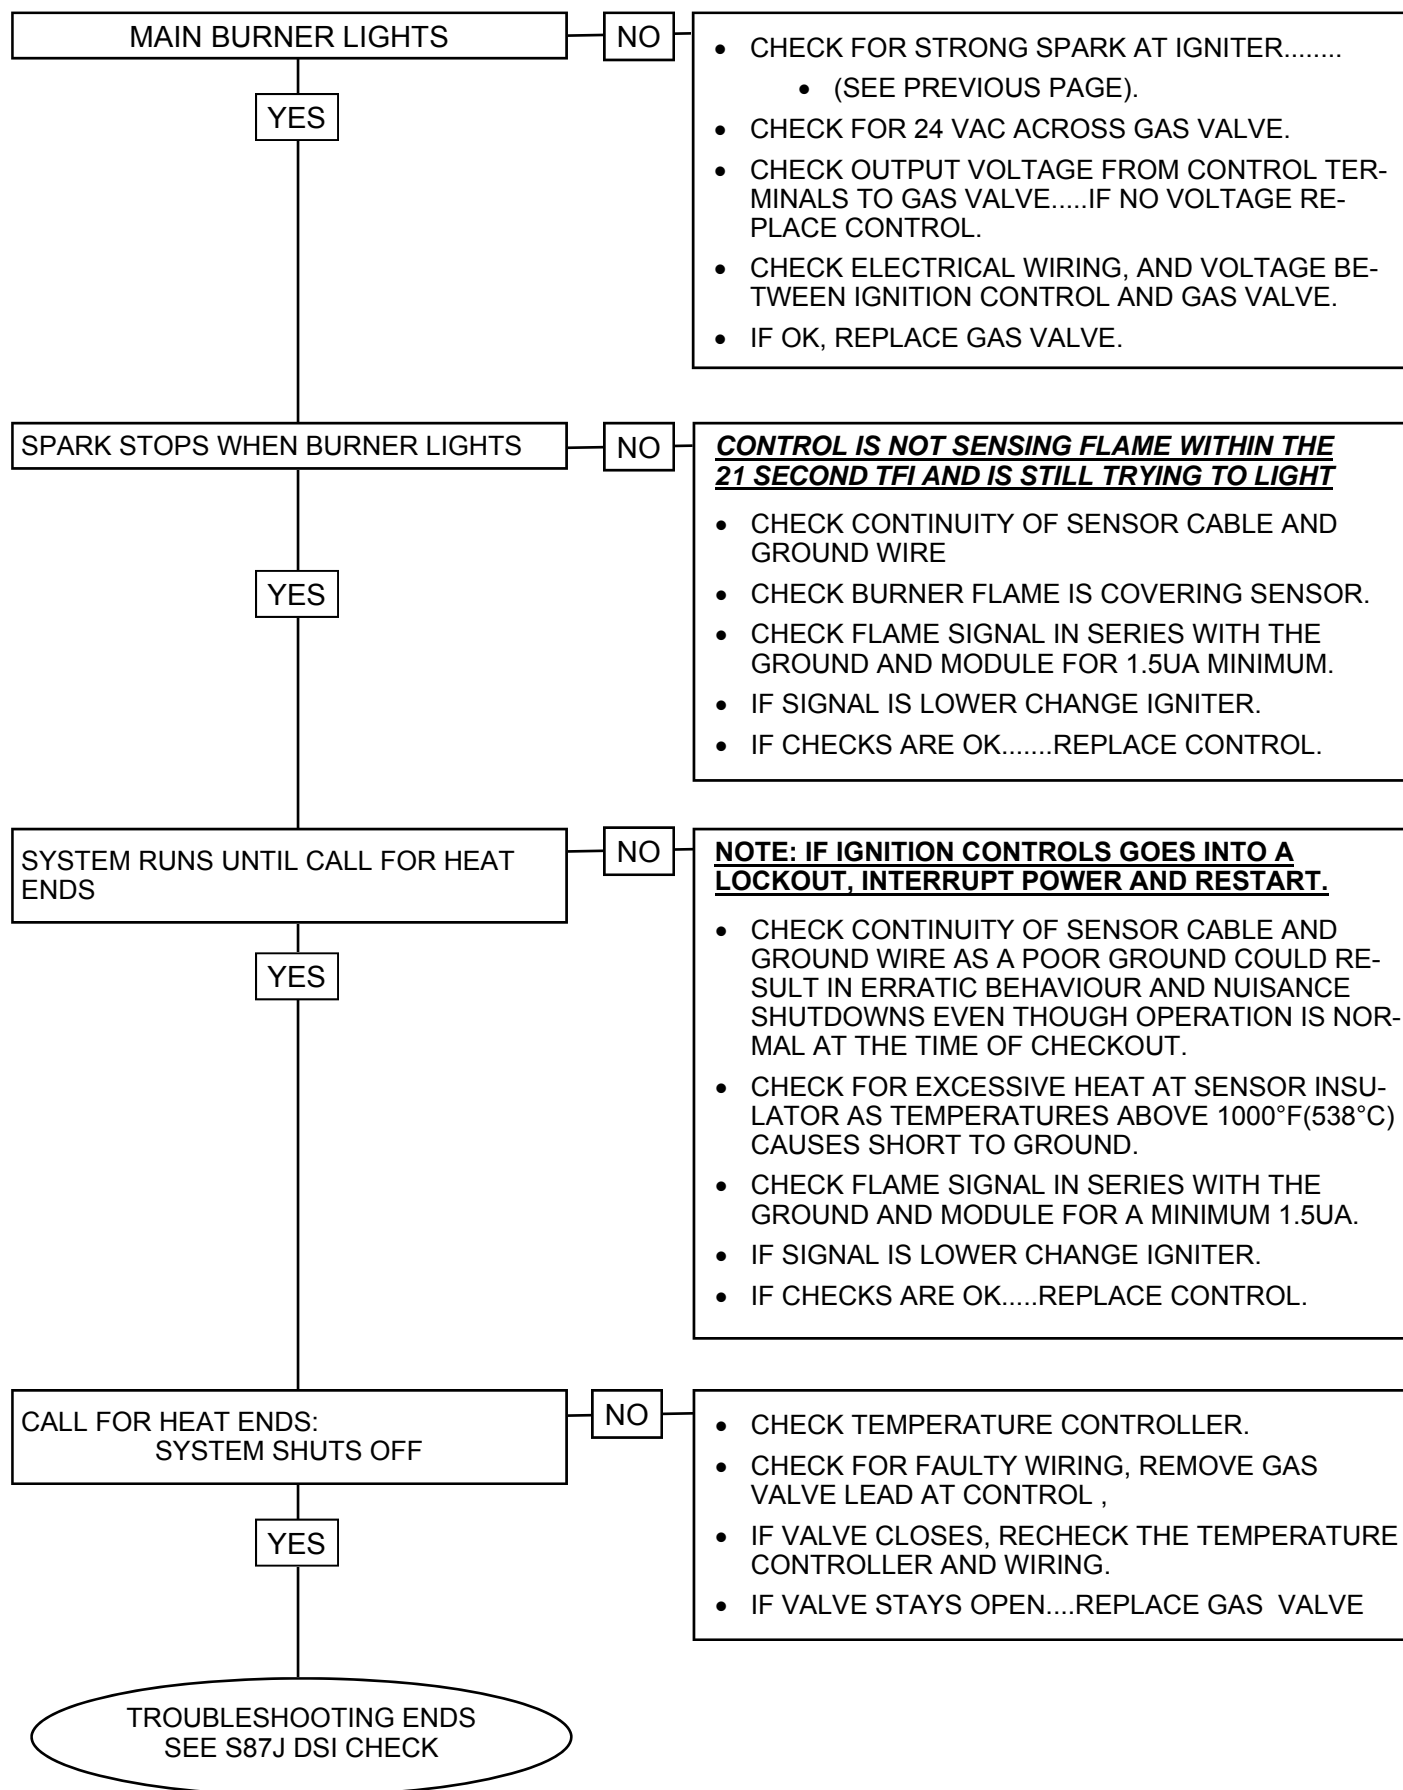 MAIN BURNER LIGHTS
NO
• CHECK FOR STRONG SPARK AT IGNITER........
• (SEE PREVIOUS PAGE).
• CHECK FOR 24 VAC ACROSS GAS VALVE.
• CHECK OUTPUT VOLTAGE FROM CONTROL TER-
MINALS TO GAS VALVE.....IF NO VOLTAGE RE-
PLACE CONTROL.
• CHECK ELECTRICAL WIRING, AND VOLTAGE BE-
TWEEN IGNITION CONTROL AND GAS VALVE.
• IF OK, REPLACE GAS VALVE.
YES
SPARK STOPS WHEN BURNER LIGHTS
NO
CONTROL IS NOT SENSING FLAME WITHIN THE
21 SECOND TFI AND IS STILL TRYING TO LIGHT
• CHECK CONTINUITY OF SENSOR CABLE AND
GROUND WIRE
• CHECK BURNER FLAME IS COVERING SENSOR.
• CHECK FLAME SIGNAL IN SERIES WITH THE
GROUND AND MODULE FOR 1.5UA MINIMUM.
• IF SIGNAL IS LOWER CHANGE IGNITER.
• IF CHECKS ARE OK.......REPLACE CONTROL.
YES
SYSTEM RUNS UNTIL CALL FOR HEAT
ENDS
NO
NOTE: IF IGNITION CONTROLS GOES INTO A
LOCKOUT, INTERRUPT POWER AND RESTART.
• CHECK CONTINUITY OF SENSOR CABLE AND
GROUND WIRE AS A POOR GROUND COULD RE-
SULT IN ERRATIC BEHAVIOUR AND NUISANCE
SHUTDOWNS EVEN THOUGH OPERATION IS NOR-
MAL AT THE TIME OF CHECKOUT.
• CHECK FOR EXCESSIVE HEAT AT SENSOR INSU-
LATOR AS TEMPERATURES ABOVE 1000°F(538°C)
CAUSES SHORT TO GROUND.
• CHECK FLAME SIGNAL IN SERIES WITH THE
GROUND AND MODULE FOR A MINIMUM 1.5UA.
• IF SIGNAL IS LOWER CHANGE IGNITER.
• IF CHECKS ARE OK.....REPLACE CONTROL.
YES
CALL FOR HEAT ENDS:
SYSTEM SHUTS OFF
NO
• CHECK TEMPERATURE CONTROLLER.
• CHECK FOR FAULTY WIRING, REMOVE GAS
VALVE LEAD AT CONTROL ,
• IF VALVE CLOSES, RECHECK THE TEMPERATURE
CONTROLLER AND WIRING.
• IF VALVE STAYS OPEN....REPLACE GAS  VALVE
YES
TROUBLESHOOTING ENDS
SEE S87J DSI CHECK